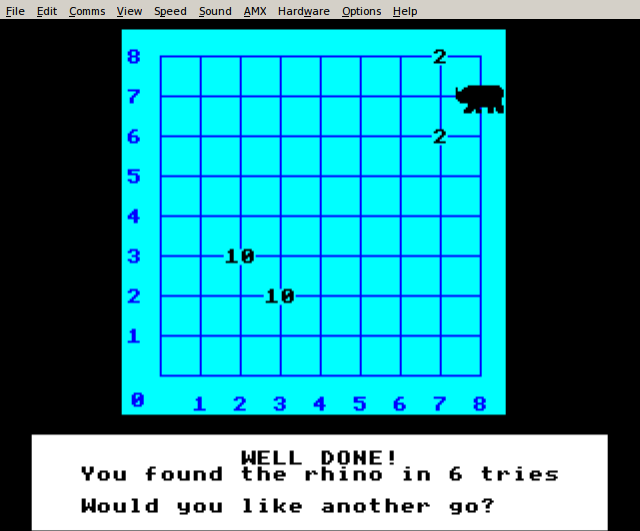 File Edit Comms View Speed Sound AMX Hardware Options Help
8 2
7
6 2
5
4
3 10
2 10
1
0 1 2 3 4 5 6 7 8
WELL DONE!
You found the rhino in 6 tries
Would you like another go?